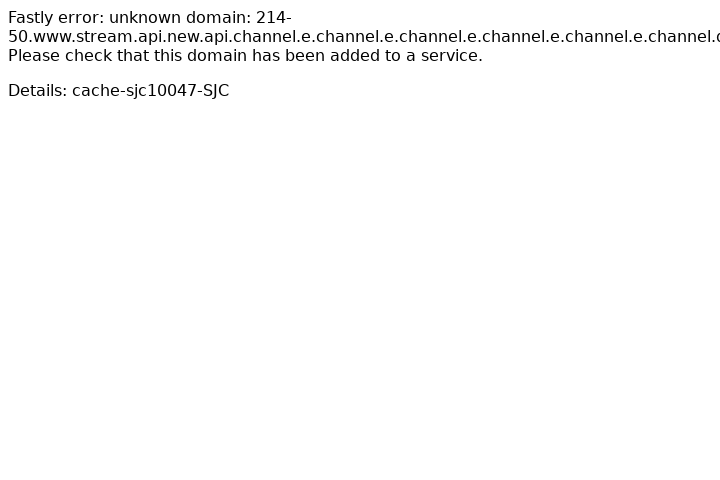 Fastly error: unknown domain: 214-
50.www.stream.api.new.api.channel.e.channel.e.channel.e.channel.e.channel.e.channel.
Please check that this domain has been added to a service.
Details: cache-sjc10047-SJC